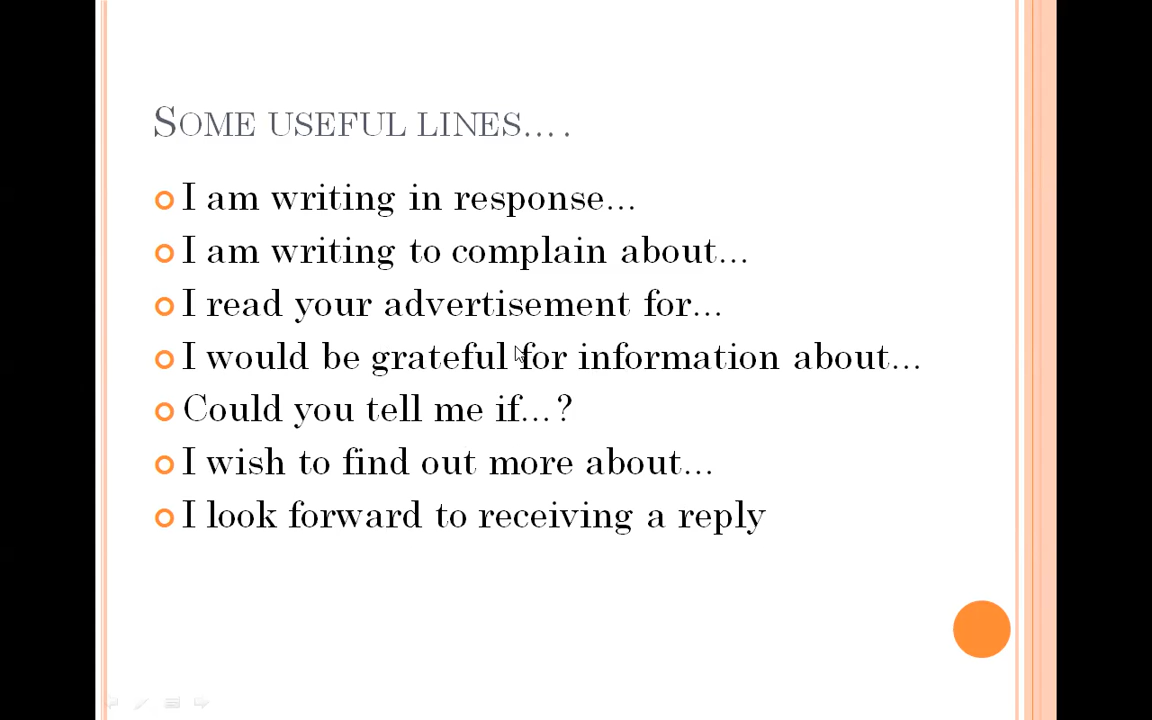 SOME USEFUL LINES....
I am writing in response...
I am writing to complain about...
I read your advertisement for...
I would be grateful for information about...
Could you tell me if...?
I wish to find out more about...
I look forward to receiving a reply